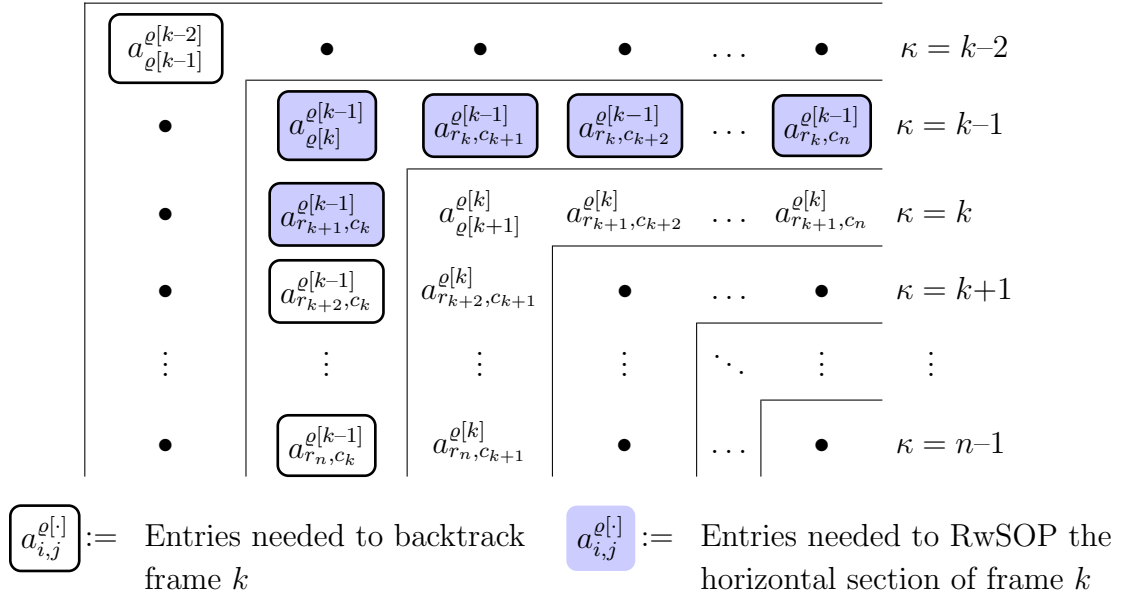 a^{ϱ[k–2]}_{ϱ[k–1]} • • • … • κ = k–2
• a^{ϱ[k–1]}_{ϱ[k]} a^{ϱ[k–1]}_{r_k,c_{k+1}} a^{ϱ[k−1]}_{r_k,c_{k+2}} … a^{ϱ[k–1]}_{r_k,c_n} κ = k–1
• a^{ϱ[k–1]}_{r_{k+1},c_k} a^{ϱ[k]}_{ϱ[k+1]} a^{ϱ[k]}_{r_{k+1},c_{k+2}} … a^{ϱ[k]}_{r_{k+1},c_n} κ = k
• a^{ϱ[k–1]}_{r_{k+2},c_k} a^{ϱ[k]}_{r_{k+2},c_{k+1}} • … • κ = k+1
⋮ ⋮ ⋮ ⋮ ⋱ ⋮ ⋮
• a^{ϱ[k–1]}_{r_n,c_k} a^{ϱ[k]}_{r_n,c_{k+1}} • … • κ = n–1
a^{ϱ[·]}_{i,j} := Entries needed to backtrack
frame k
a^{ϱ[·]}_{i,j} := Entries needed to RwSOP the
horizontal section of frame k